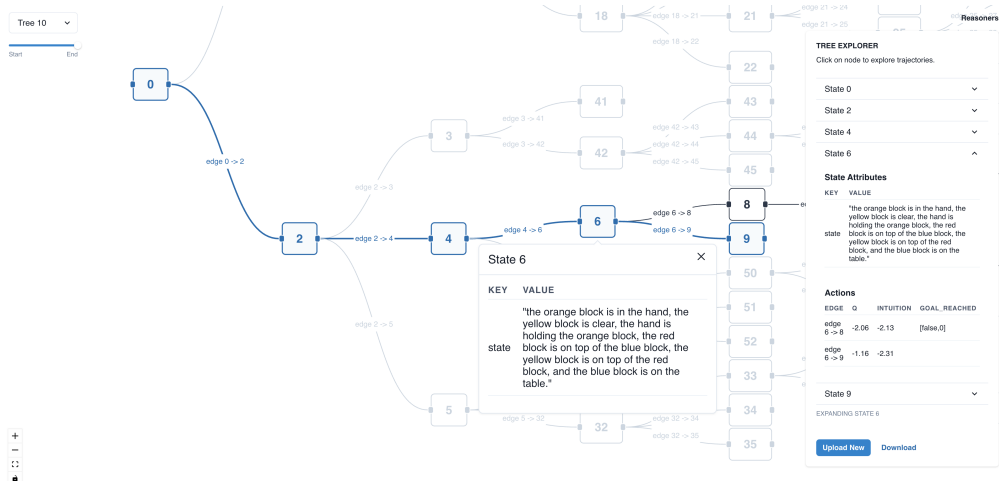 Tree 10
Start End
0
edge 0 -> 2
2
edge 2 -> 3
edge 2 -> 4
edge 2 -> 5
3
4
5
edge 3 -> 41
edge 3 -> 42
edge 4 -> 6
edge 5 -> 32
18
41
42
6
32
edge 18 -> 21
edge 18 -> 22
edge 42 -> 43
edge 42 -> 44
edge 6 -> 8
edge 6 -> 9
edge 32 -> 34
edge 32 -> 35
21
22
43
44
45
8
9
50
51
52
33
34
35
edge 21 -> 25
State 6
KEY VALUE
state
"the orange block is in the hand, the
yellow block is clear, the hand is
holding the orange block, the red
block is on top of the blue block, the
yellow block is on top of the red
block, and the blue block is on the
table."
Reasoners
TREE EXPLORER
Click on node to explore trajectories.
State 0
State 2
State 4
State 6
State Attributes
KEY VALUE
state
"the orange block is in the hand, the
yellow block is clear, the hand is
holding the orange block, the red
block is on top of the blue block, the
yellow block is on top of the red
block, and the blue block is on the
table."
Actions
EDGE Q INTUITION GOAL_REACHED
edge
6 -> 8 -2.06 -2.13 [false,0]
edge
6 -> 9 -1.16 -2.31
State 9
EXPANDING STATE 6
Upload New Download